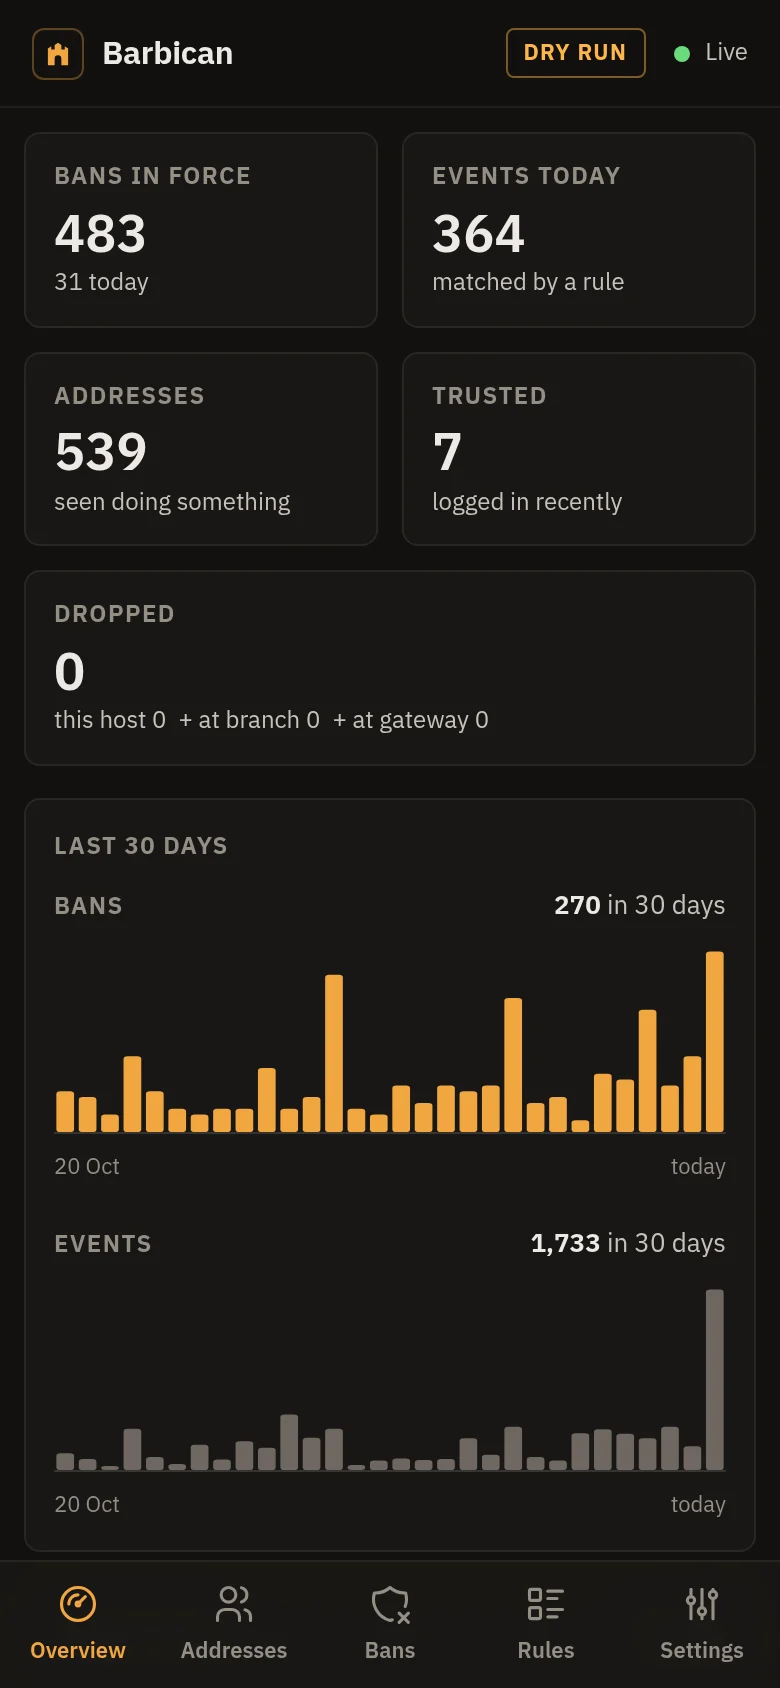 Barbican
DRY RUN
Live
BANS IN FORCE
483
31 today
EVENTS TODAY
364
matched by a rule
ADDRESSES
539
seen doing something
TRUSTED
7
logged in recently
DROPPED
0
this host 0 + at branch 0 + at gateway 0
LAST 30 DAYS
BANS
270 in 30 days
20 Oct
today
EVENTS
1,733 in 30 days
20 Oct
today
Overview
Addresses
Bans
Rules
Settings